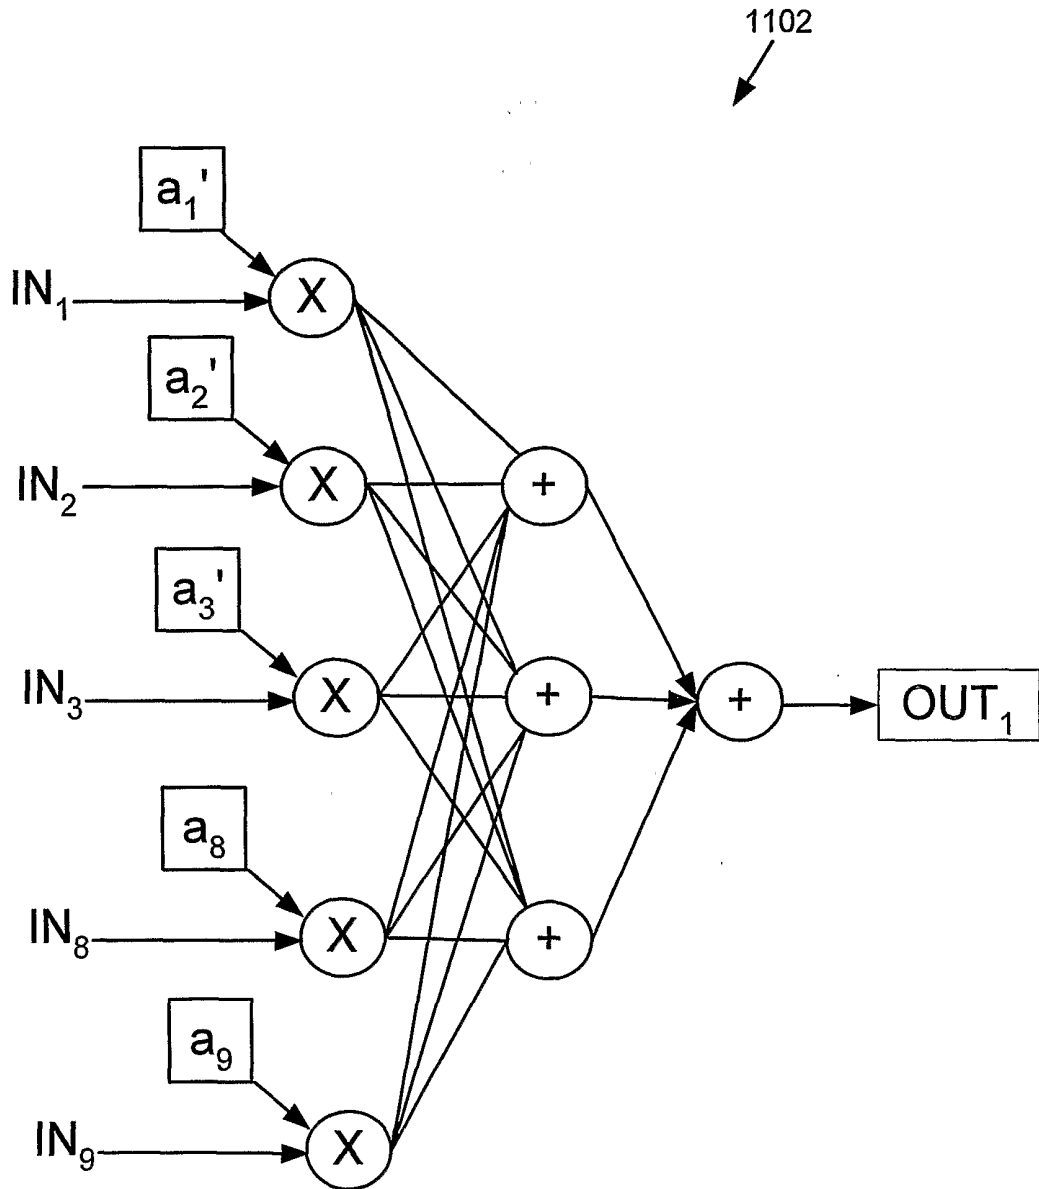 1102
a₁'
IN₁ X
a₂'
IN₂ X +
a₃'
IN₃ X + + OUT₁
a₈
IN₈ X +
a₉
IN₉ X